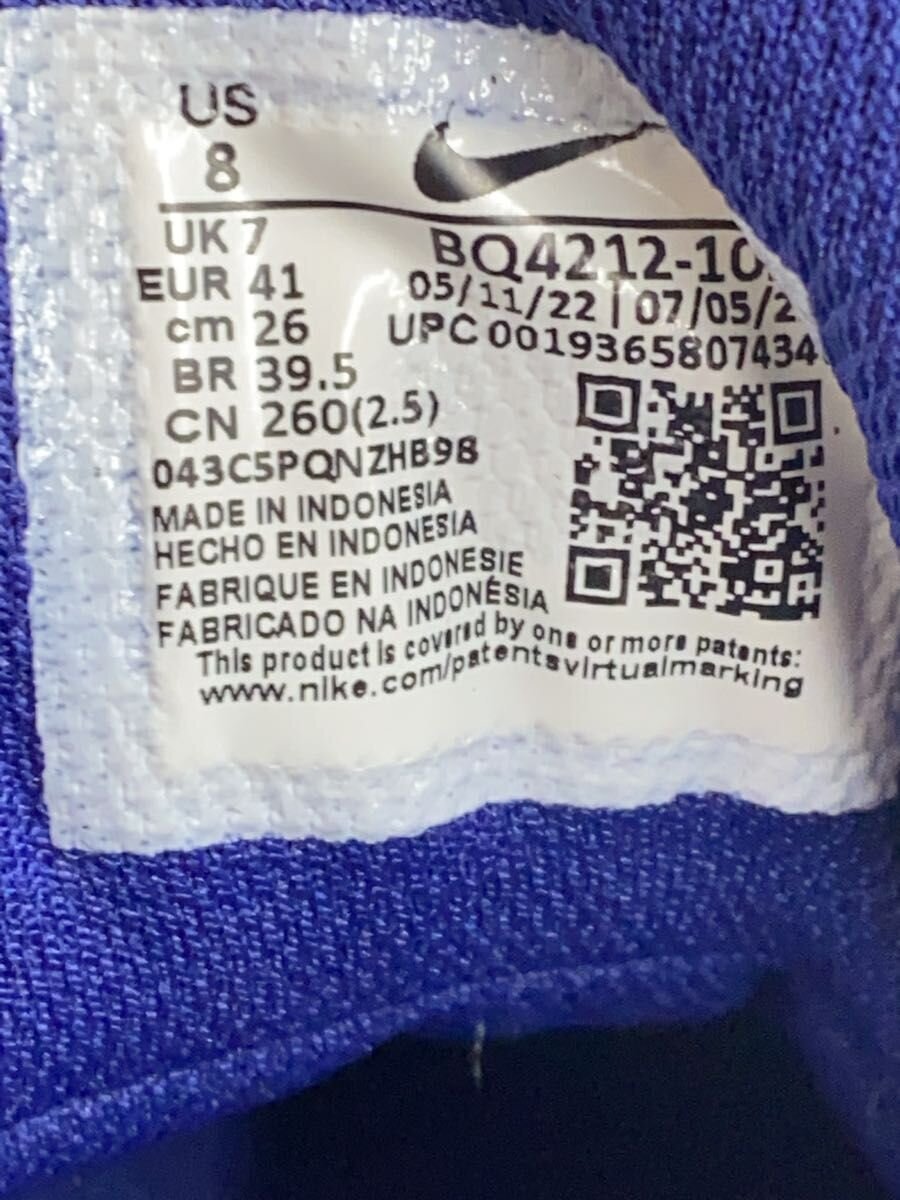 US
8
UK 7
EUR 41
cm 26
BR 39.5
CN 260(2.5)
BQ4212-10
05/11/22 | 07/05/2
UPC 0019365807434
043C5PQNZHB98
MADE IN INDONESIA
HECHO EN INDONESIA
FABRIQUE EN INDONESIE
FABRICADO NA INDONÉSIA
This product is covered by one or more patents:
www.nike.com/patentsvirtualmarking